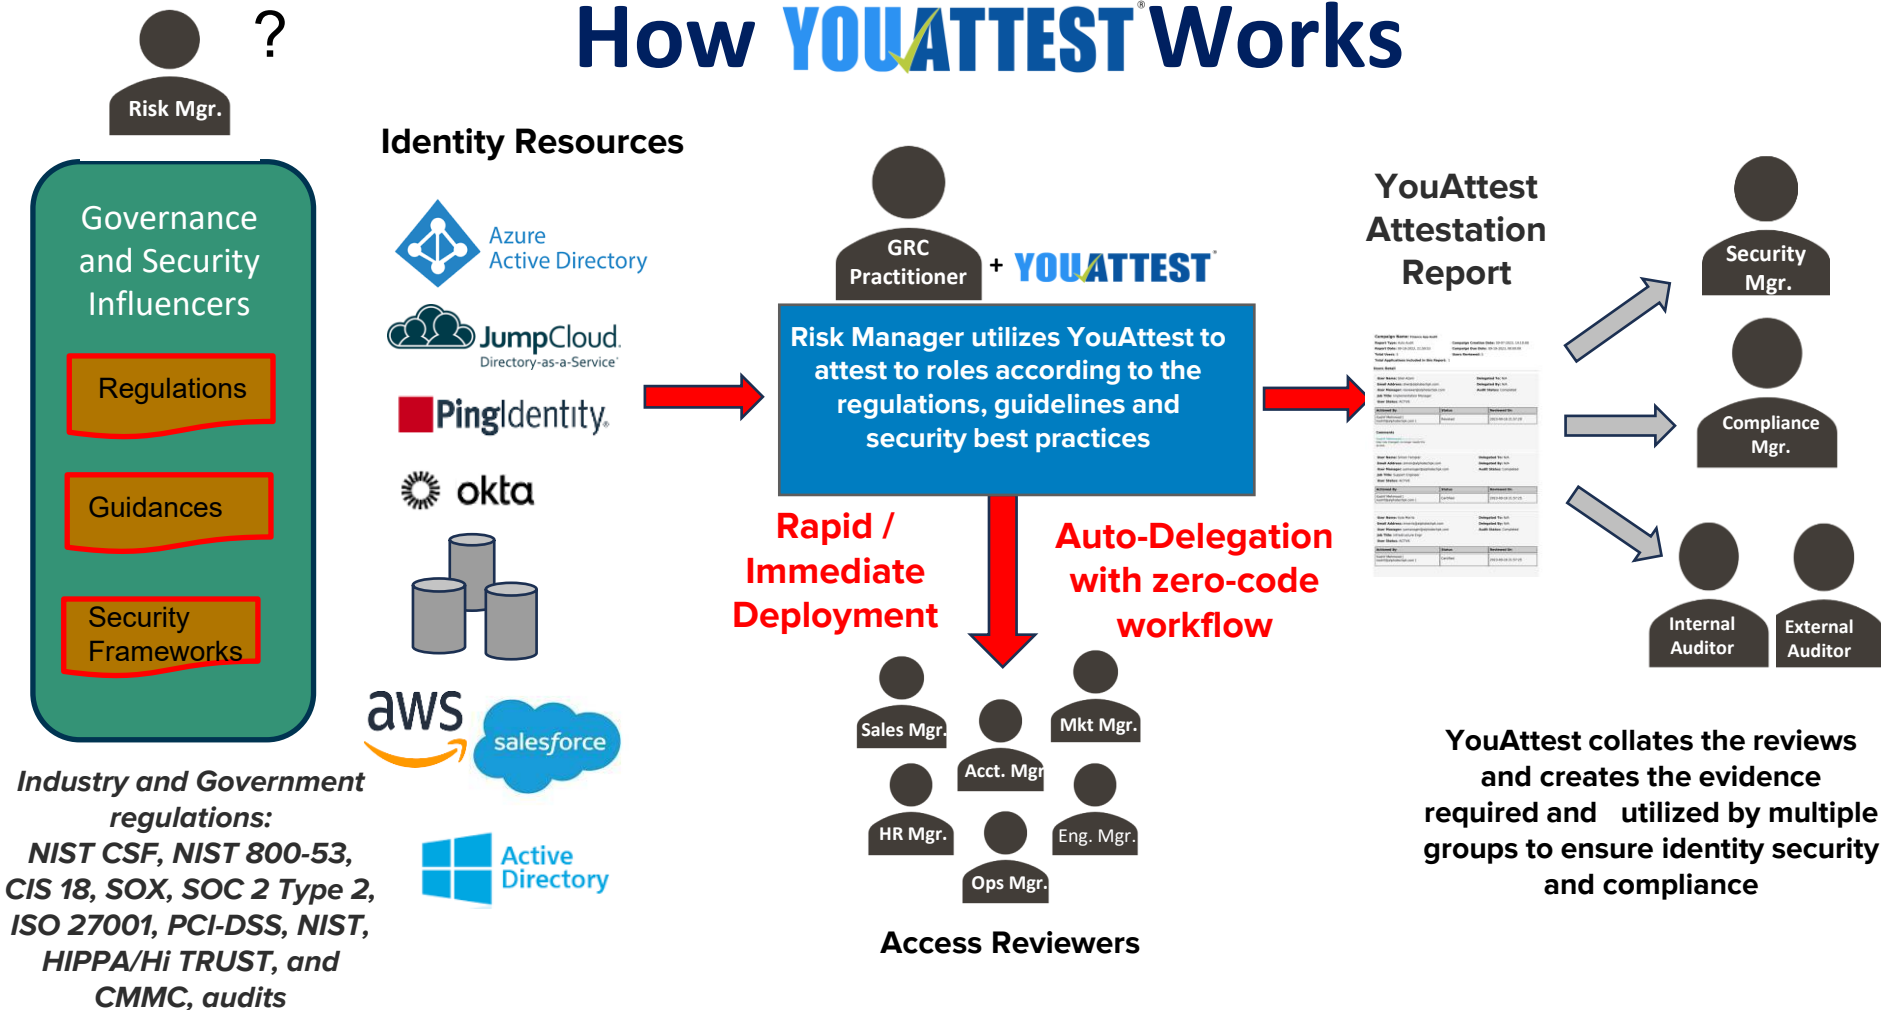 How YOUATTEST® Works
?
Risk Mgr.
Governance
and Security
Influencers
Regulations
Guidances
Security
Frameworks
Industry and Government
regulations:
NIST CSF, NIST 800-53,
CIS 18, SOX, SOC 2 Type 2,
ISO 27001, PCI-DSS, NIST,
HIPPA/Hi TRUST, and
CMMC, audits
Identity Resources
Azure
Active Directory
JumpCloud.
Directory-as-a-Service
PingIdentity.
okta
aws
salesforce
Active
Directory
GRC
Practitioner
+ YOUATTEST
Risk Manager utilizes YouAttest to
attest to roles according to the
regulations, guidelines and
security best practices
Rapid /
Immediate
Deployment
Auto-Delegation
with zero-code
workflow
Sales Mgr.
Mkt Mgr.
Acct. Mgr
HR Mgr.
Eng. Mgr.
Ops Mgr.
Access Reviewers
YouAttest
Attestation
Report
Security
Mgr.
Compliance
Mgr.
Internal
Auditor
External
Auditor
YouAttest collates the reviews
and creates the evidence
required and utilized by multiple
groups to ensure identity security
and compliance